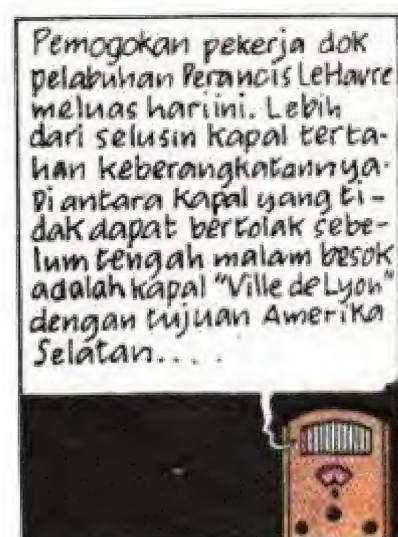 Pemogokan pekerja dok
pelabuhan Perancis LeHavre
meluas hari ini. Lebih
dari selusin kapal terta-
han keberangkatannya.
Di antara kapal yang ti-
dak dapat bertolak sebe-
lum tengah malam besok
adalah kapal "Ville de Lyon"
dengan tujuan Amerika
Selatan....